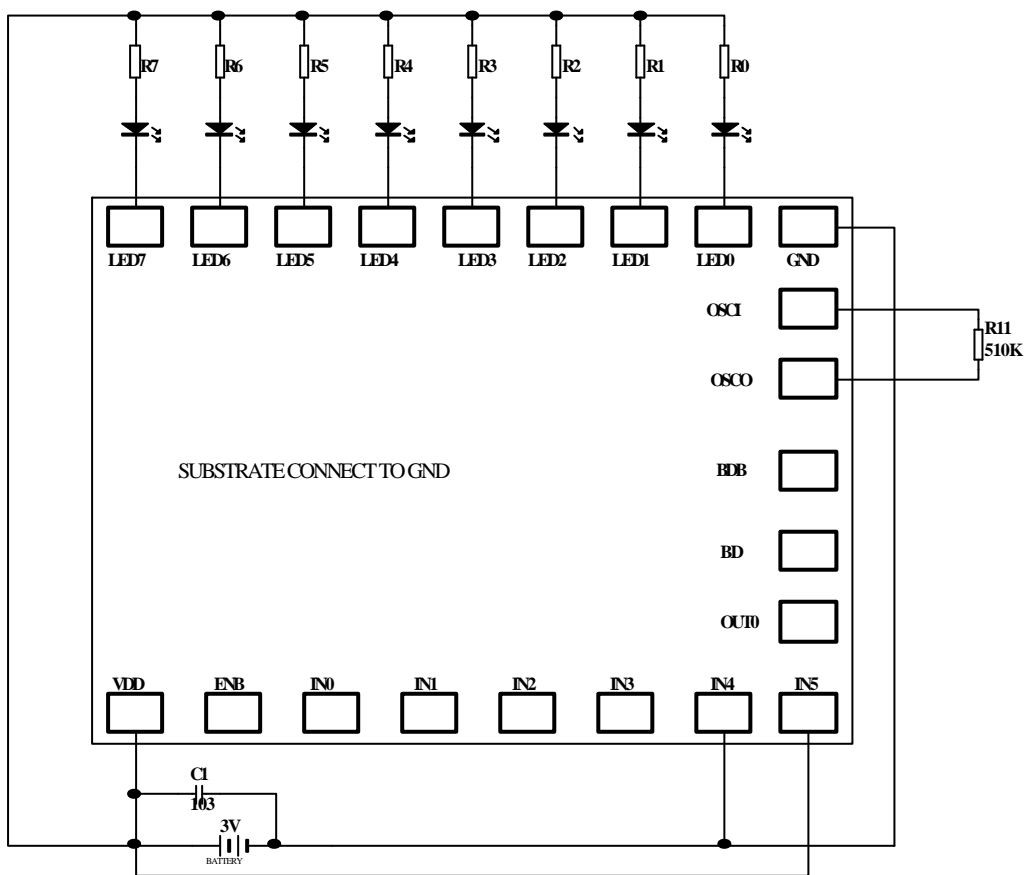 R7 R6 R5 R4 R3 R2 R1 R0
LED7 LED6 LED5 LED4 LED3 LED2 LED1 LED0 GND
OSCI
R11
510K
OSCO
BDB
SUBSTRATE CONNECT TO GND
BD
OUT0
VDD ENB IN0 IN1 IN2 IN3 IN4 IN5
C1
103
3V
BATTERY